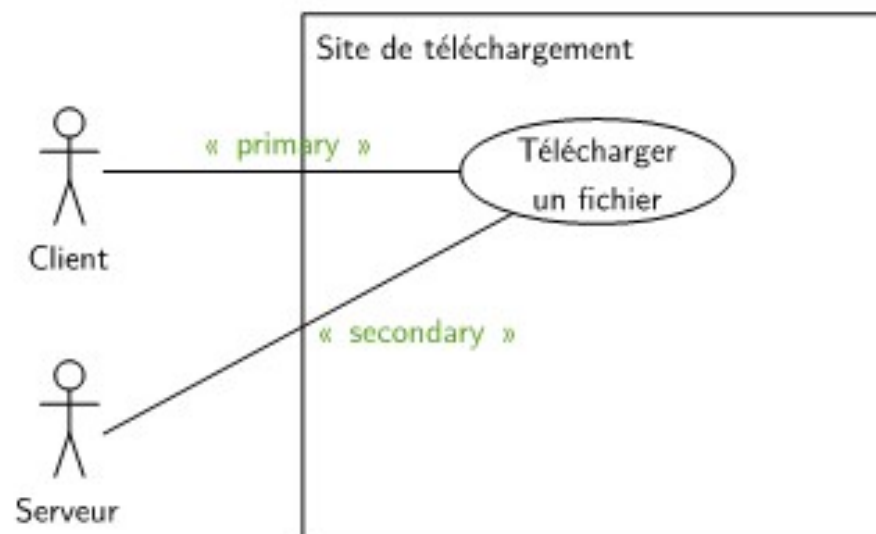 Site de téléchargement
« primary »
Télécharger
un fichier
Client
« secondary »
Serveur